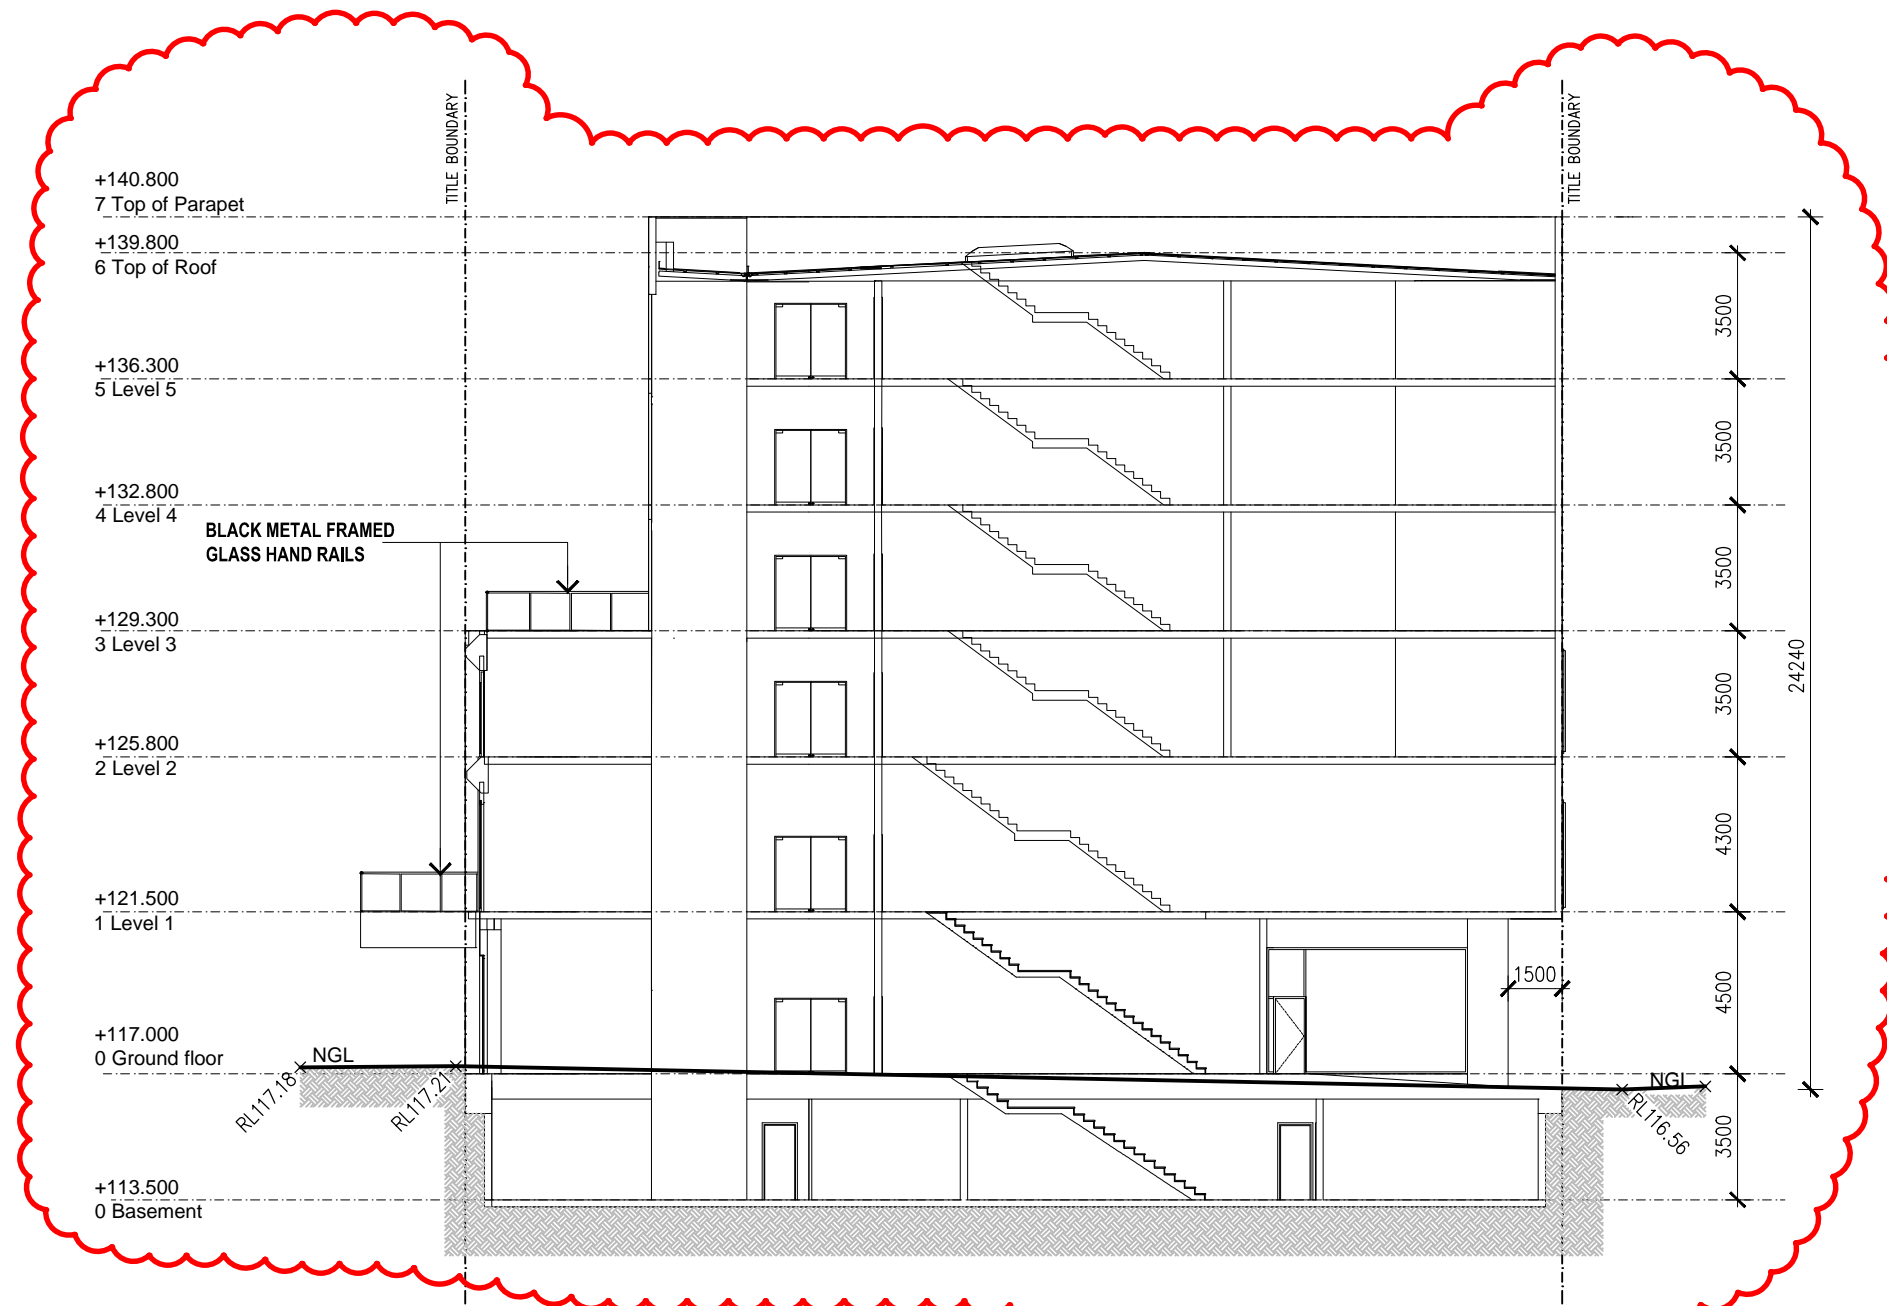 TITLE BOUNDARY
TITLE BOUNDARY
+140.800
7 Top of Parapet
+139.800
6 Top of Roof
3500
+136.300
5 Level 5
3500
+132.800
4 Level 4
BLACK METAL FRAMED
GLASS HAND RAILS
3500
+129.300
3 Level 3
24240
3500
+125.800
2 Level 2
4300
+121.500
1 Level 1
1500
4500
+117.000
0 Ground floor
NGL
NGL
RL117.18
RL117.21
RL116.56
3500
+113.500
0 Basement